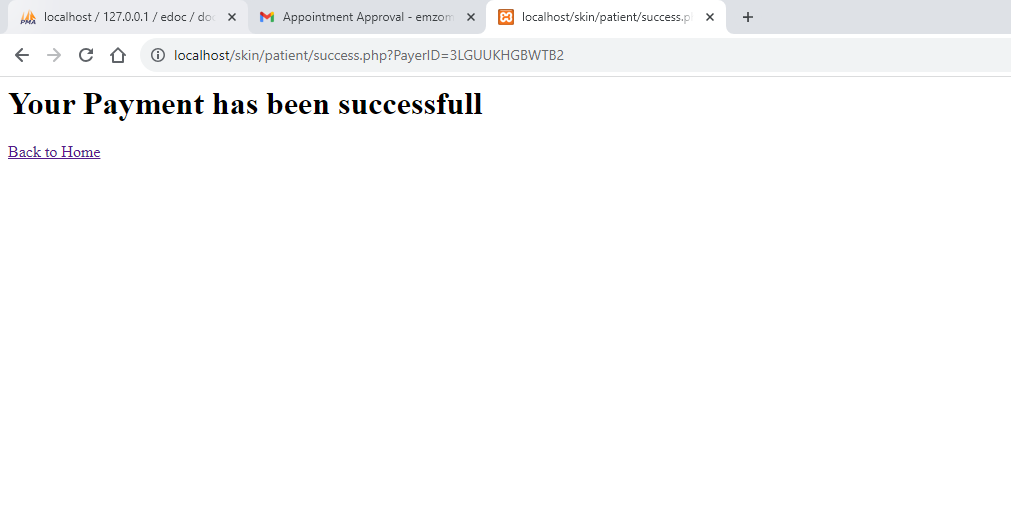 localhost / 127.0.0.1 / edoc / doc
Appointment Approval - emzom
localhost/skin/patient/success.p
localhost/skin/patient/success.php?PayerID=3LGUUKHGBWTB2
Your Payment has been successfull
Back to Home